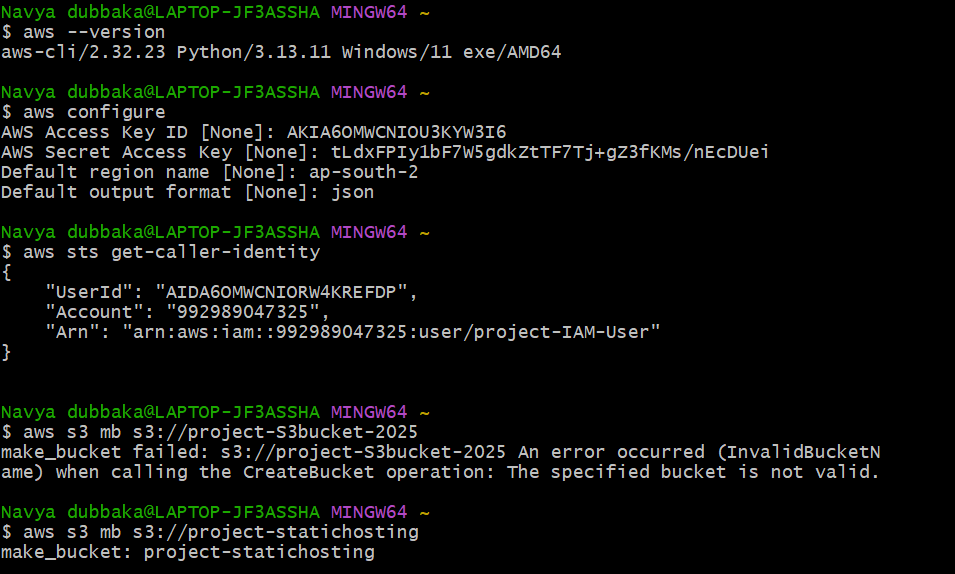 Navya dubbaka@LAPTOP-JF3ASSHA MINGW64 ~
$ aws --version
aws-cli/2.32.23 Python/3.13.11 Windows/11 exe/AMD64
Navya dubbaka@LAPTOP-JF3ASSHA MINGW64 ~
$ aws configure
AWS Access Key ID [None]: AKIA6OMWCNIOU3KYW3I6
AWS Secret Access Key [None]: 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
Default region name [None]: ap-south-2
Default output format [None]: json
Navya dubbaka@LAPTOP-JF3ASSHA MINGW64 ~
$ aws sts get-caller-identity
{
    "UserId": "AIDA6OMWCNIORW4KREFDP",
    "Account": "992989047325",
    "Arn": "arn:aws:iam::992989047325:user/project-IAM-User"
}
Navya dubbaka@LAPTOP-JF3ASSHA MINGW64 ~
$ aws s3 mb s3://project-S3bucket-2025
make_bucket failed: s3://project-S3bucket-2025 An error occurred (InvalidBucketN
ame) when calling the CreateBucket operation: The specified bucket is not valid.
Navya dubbaka@LAPTOP-JF3ASSHA MINGW64 ~
$ aws s3 mb s3://project-statichosting
make_bucket: project-statichosting